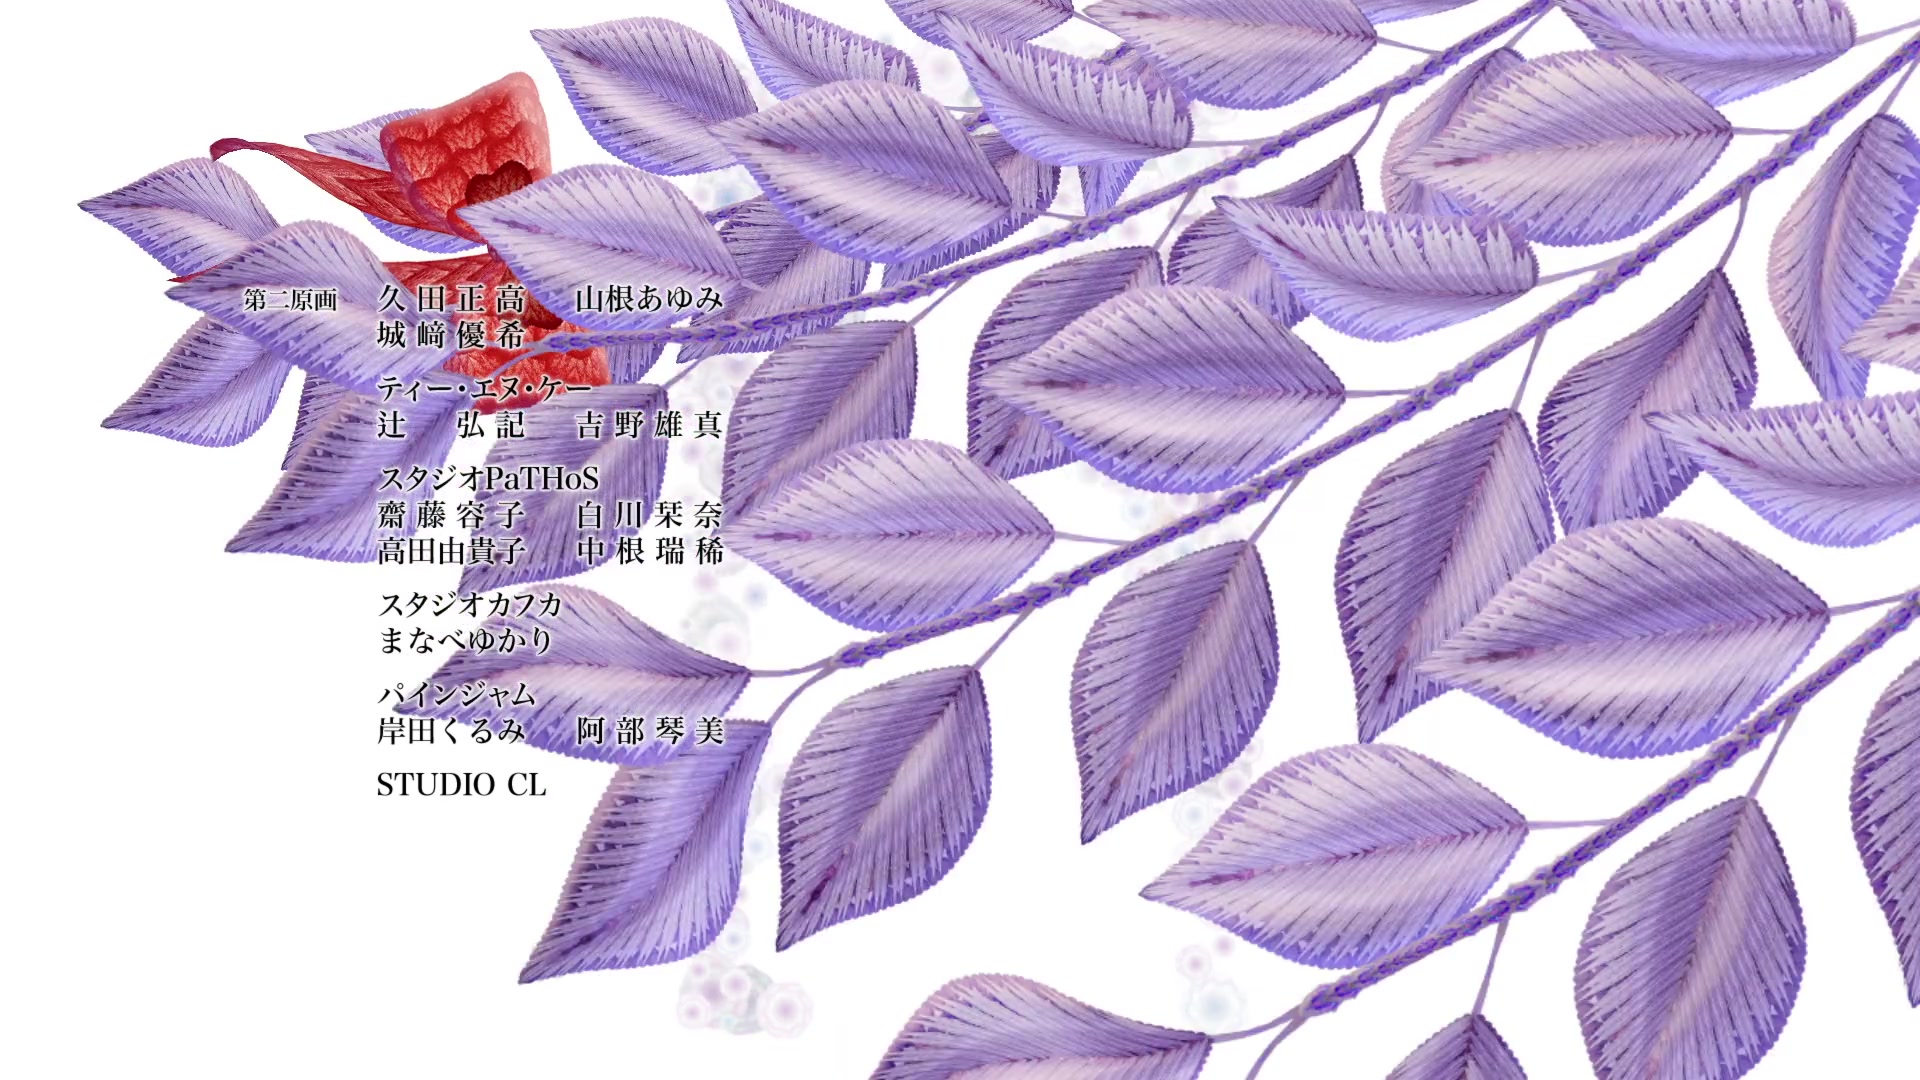 第二原画 久田正高 山根あゆみ
城﨑優希
ティー・エヌ・ケー
辻 弘記 吉野雄真
スタジオPaTHoS
齋藤容子 白川栞奈
高田由貴子 中根瑞稀
スタジオカフカ
まなべゆかり
パインジャム
岸田くるみ 阿部琴美
STUDIO CL